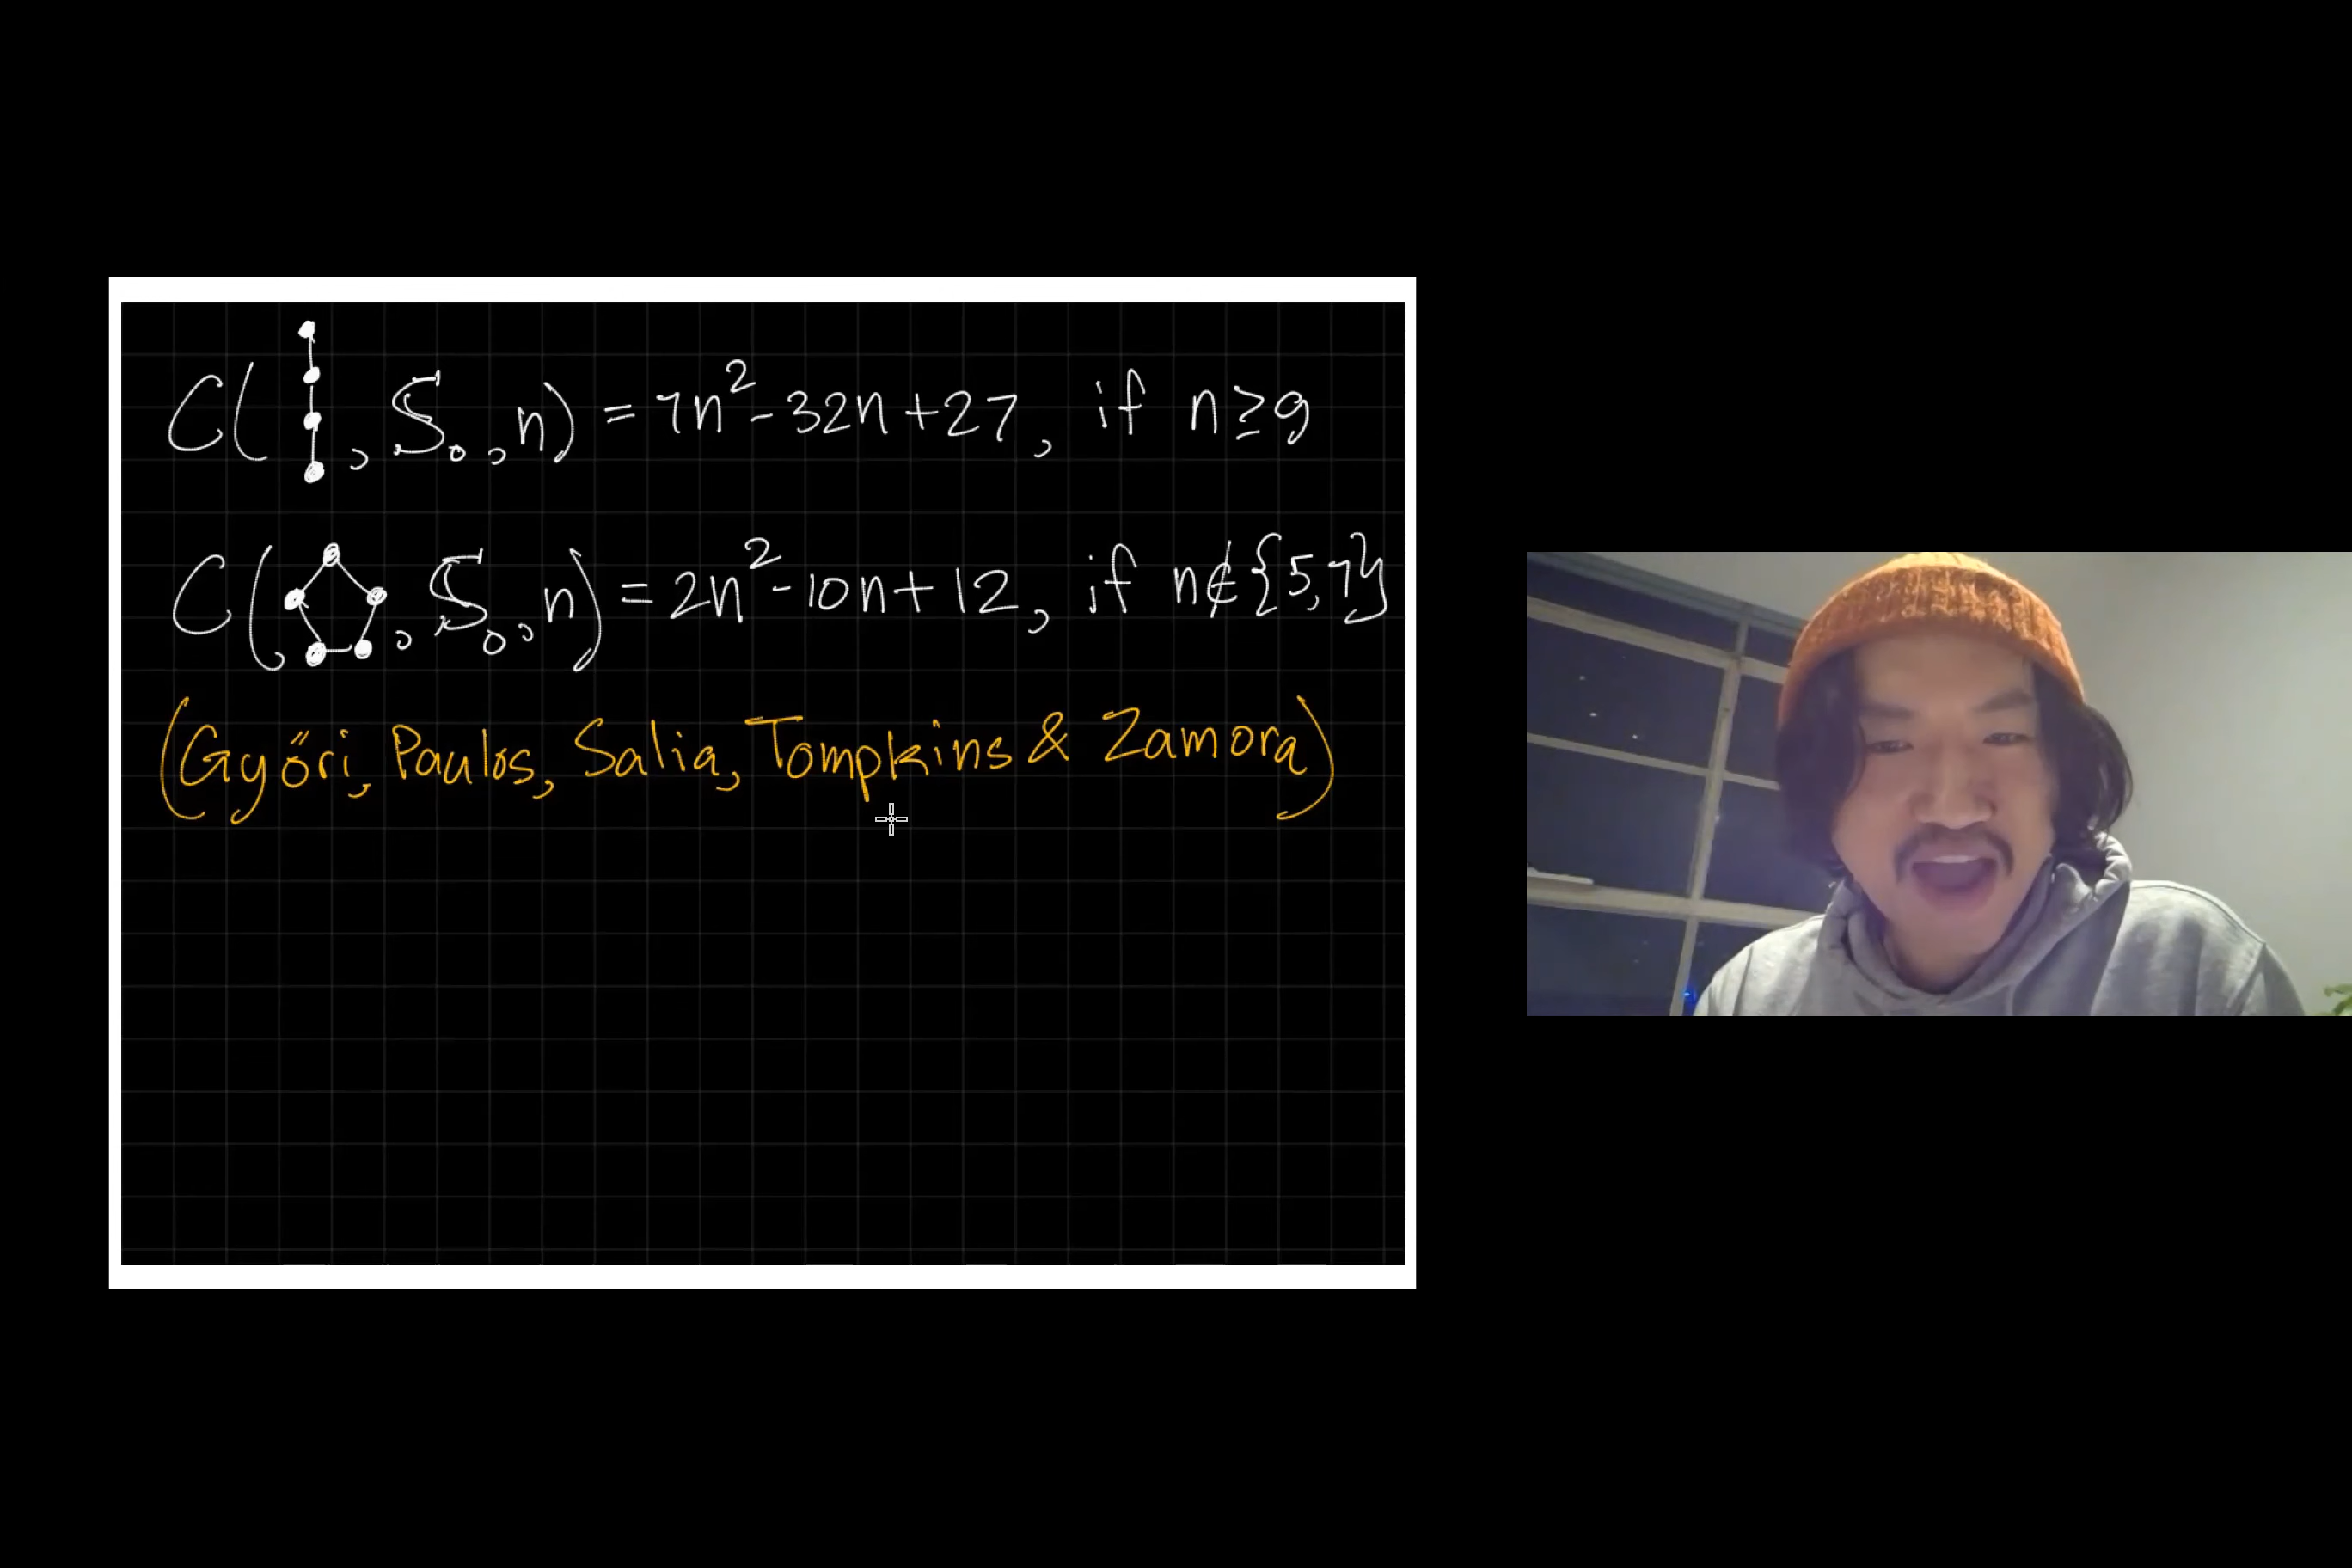 C( , S₀, n) = 7n² - 32n + 27, if n ≥ 9
C( , S₀, n) = 2n² - 10n + 12, if n ∉ {5, 7}
(Győri, Paulos, Salia, Tompkins & Zamora)